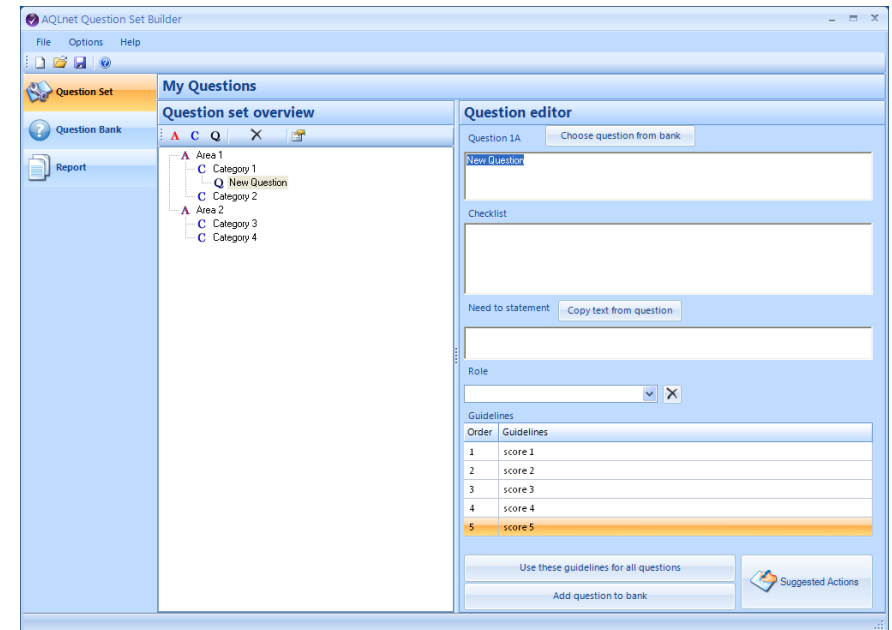 AQLnet Question Set Builder
File Options Help
Question Set
Question Bank
Report
My Questions
Question set overview
A C Q
A Area 1
C Category 1
Q New Question
C Category 2
A Area 2
C Category 3
C Category 4
Question editor
Question 1A Choose question from bank
New Question
Checklist
Need to statement Copy text from question
Role
Guidelines
Order Guidelines
1 score 1
2 score 2
3 score 3
4 score 4
5 score 5
Use these guidelines for all questions
Add question to bank
Suggested Actions